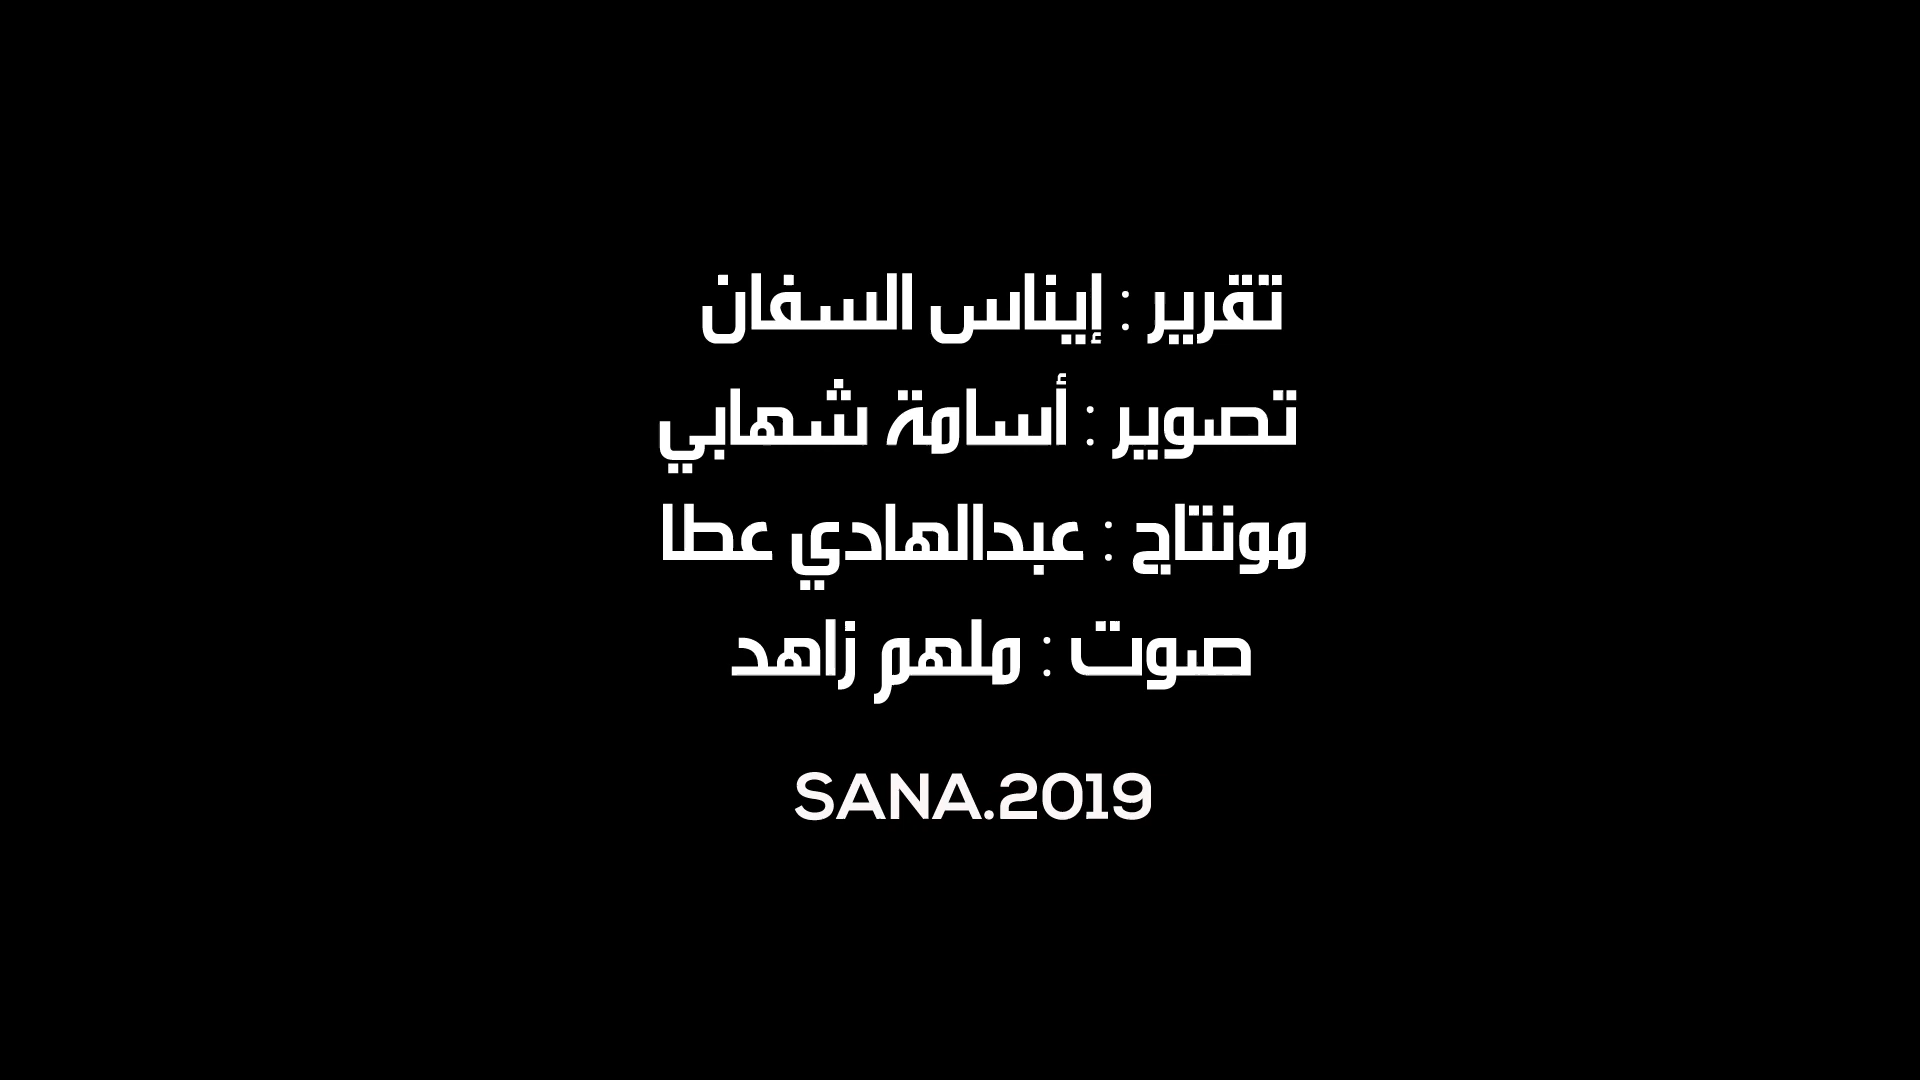 تقرير : إيناس السفان
تصوير : أسامة شهابي
مونتاج : عبدالهادي عطا
صوت : ملهم زاهد
SANA.2019